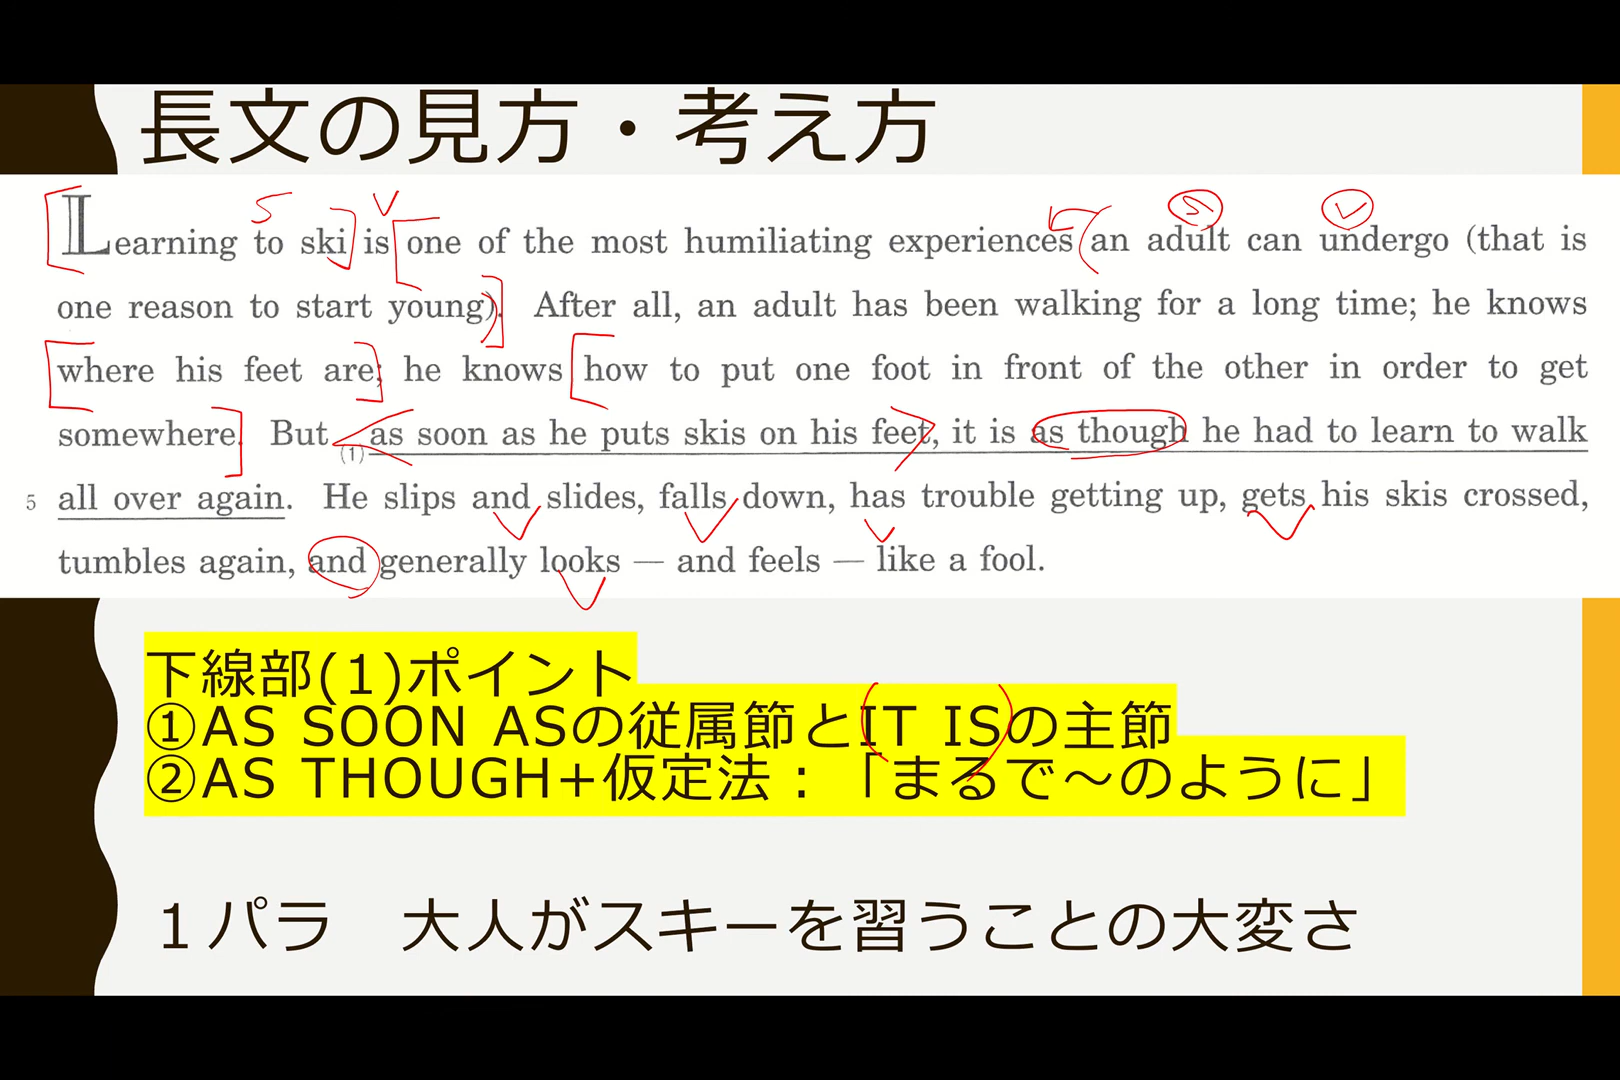 長文の見方・考え方
S V S V
Learning to ski is one of the most humiliating experiences an adult can undergo (that is
one reason to start young). After all, an adult has been walking for a long time; he knows
where his feet are; he knows how to put one foot in front of the other in order to get
somewhere. But as soon as he puts skis on his feet, it is as though he had to learn to walk
(1)
5 all over again. He slips and slides, falls down, has trouble getting up, gets his skis crossed,
tumbles again, and generally looks — and feels — like a fool.
下線部(1)ポイント
①AS SOON ASの従属節とIT ISの主節
②AS THOUGH+仮定法：「まるで～のように」
１パラ　大人がスキーを習うことの大変さ